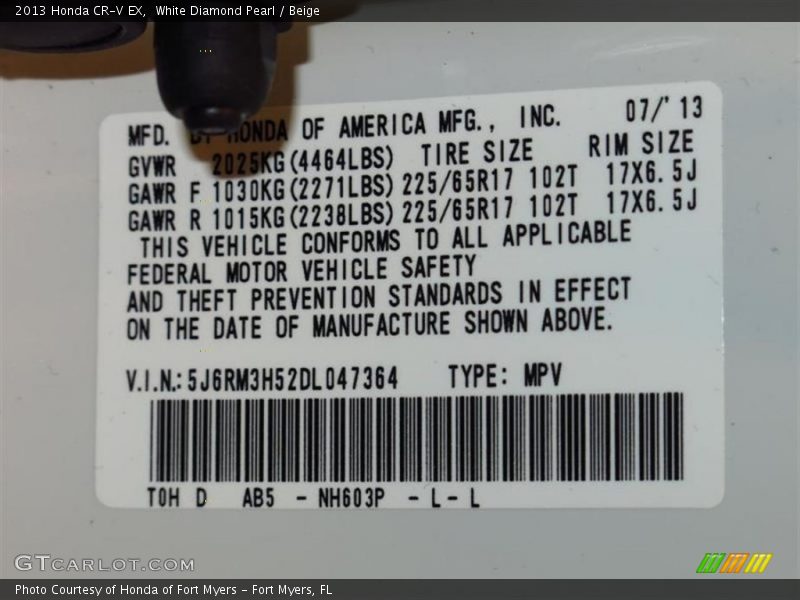 2013 Honda CR-V EX,  White Diamond Pearl / Beige
MFD. BY HONDA OF AMERICA MFG., INC. 07/'13
GVWR 2025KG(4464LBS) TIRE SIZE RIM SIZE
GAWR F 1030KG(2271LBS) 225/65R17 102T 17X6.5J
GAWR R 1015KG(2238LBS) 225/65R17 102T 17X6.5J
THIS VEHICLE CONFORMS TO ALL APPLICABLE
FEDERAL MOTOR VEHICLE SAFETY
AND THEFT PREVENTION STANDARDS IN EFFECT
ON THE DATE OF MANUFACTURE SHOWN ABOVE.
V.I.N.: 5J6RM3H52DL047364 TYPE: MPV
T0H D AB5 - NH603P - L - L
GTCARLOT.COM
Photo Courtesy of Honda of Fort Myers - Fort Myers, FL